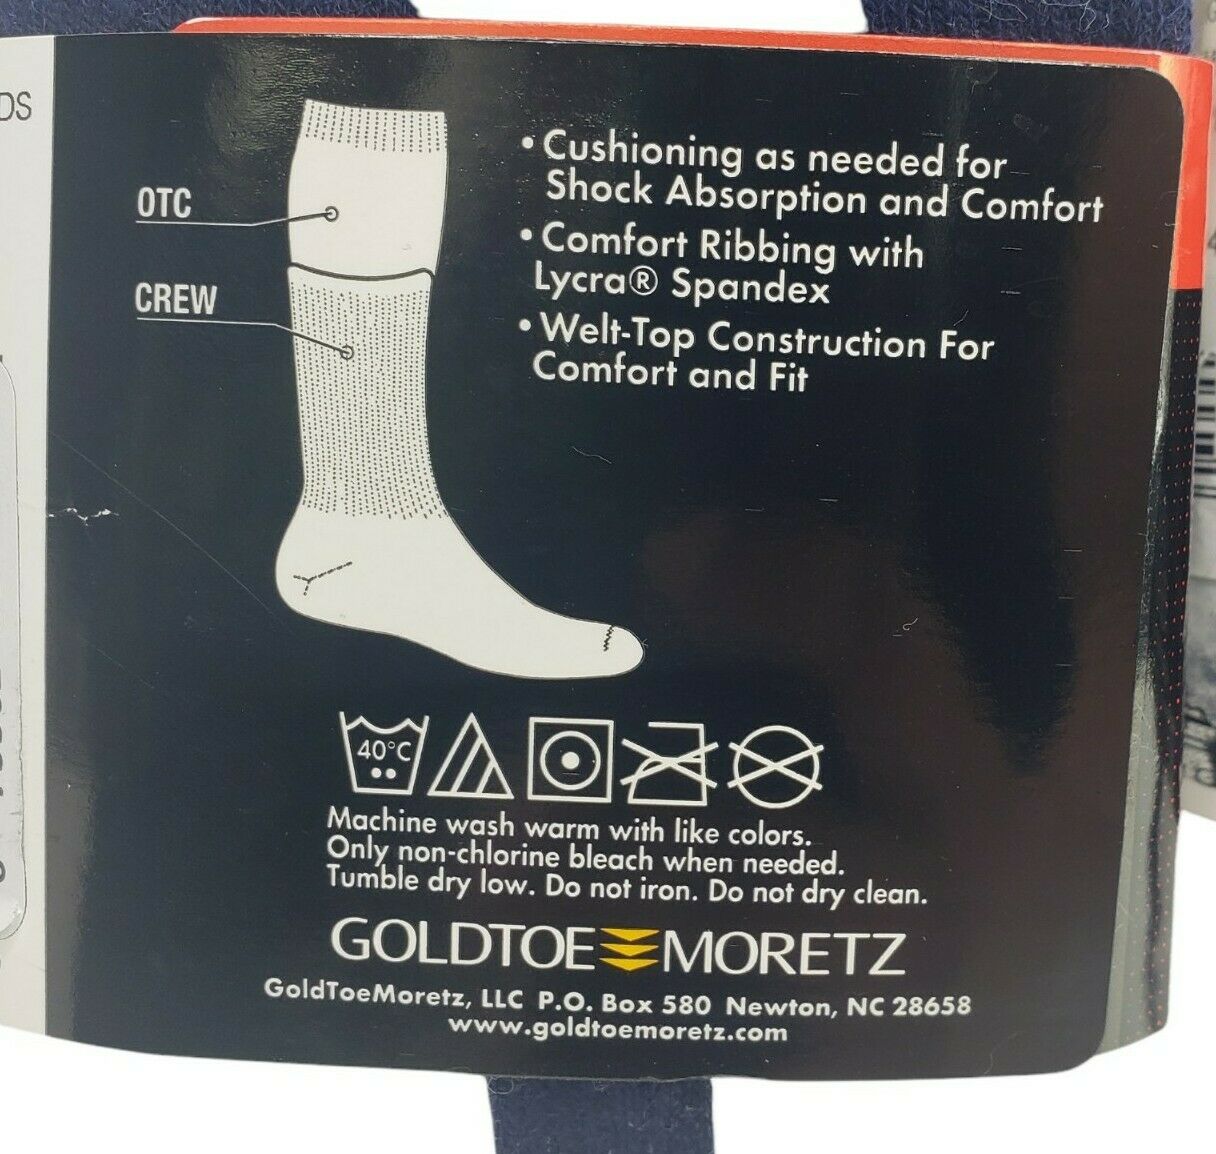 DS
OTC
CREW
• Cushioning as needed for
Shock Absorption and Comfort
• Comfort Ribbing with
Lycra® Spandex
• Welt-Top Construction For
Comfort and Fit
40°C
Machine wash warm with like colors.
Only non-chlorine bleach when needed.
Tumble dry low. Do not iron. Do not dry clean.
GOLDTOE MORETZ
GoldToeMoretz, LLC P.O. Box 580 Newton, NC 28658
www.goldtoemoretz.com